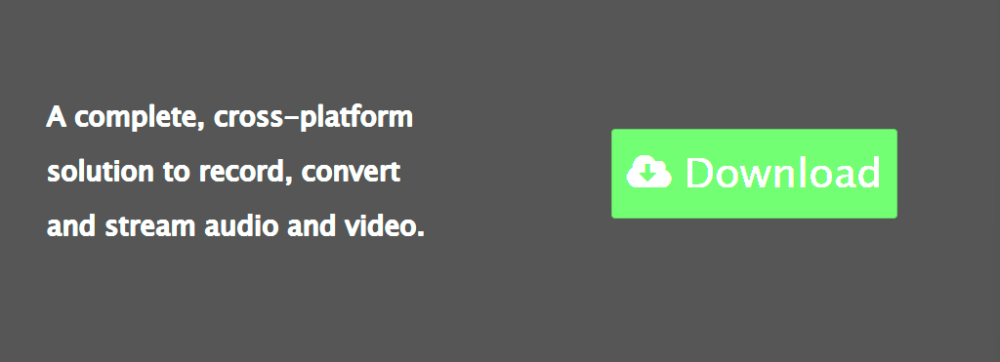 A complete, cross-platform
solution to record, convert
and stream audio and video.
Download